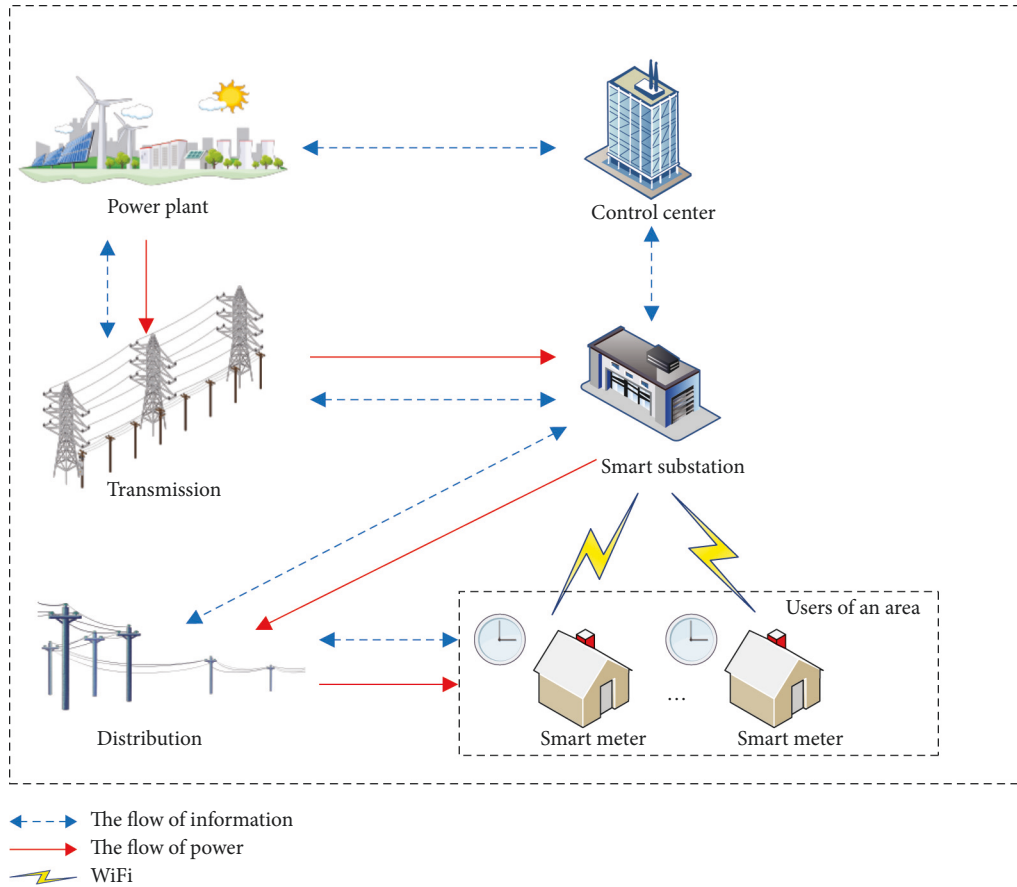 Power plant
Control center
Transmission
Smart substation
Users of an area
...
Smart meter
Smart meter
Distribution
The flow of information
The flow of power
WiFi